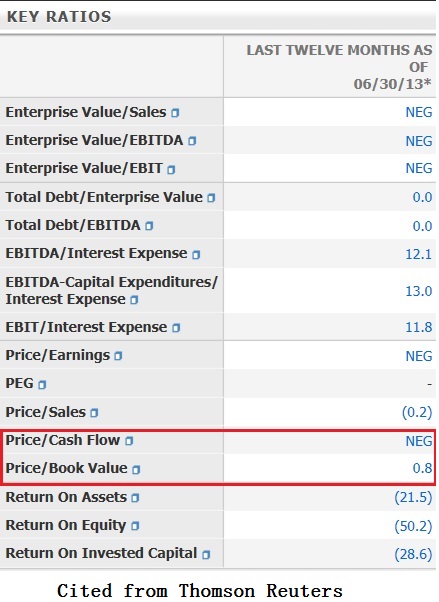 KEY RATIOS
LAST TWELVE MONTHS AS
OF
06/30/13*
Enterprise Value/Sales NEG
Enterprise Value/EBITDA NEG
Enterprise Value/EBIT NEG
Total Debt/Enterprise Value 0.0
Total Debt/EBITDA 0.0
EBITDA/Interest Expense 12.1
EBITDA-Capital Expenditures/
Interest Expense 13.0
EBIT/Interest Expense 11.8
Price/Earnings NEG
PEG -
Price/Sales (0.2)
Price/Cash Flow NEG
Price/Book Value 0.8
Return On Assets (21.5)
Return On Equity (50.2)
Return On Invested Capital (28.6)
Cited from Thomson Reuters